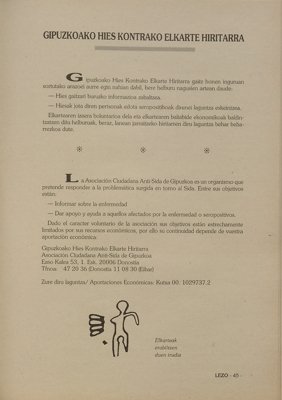 GIPUZKOAKO HIES KONTRAKO ELKARTE HIRITARRA
Gipuzkoako Hies Kontrako Elkarte Hiritarra gaitz honen inguruan
sortutako arazoei aurre egin nahian dabil, bere helburu nagusien artean daude:
— Hies gaitzari buruzko informazioa zabaltzea.
— Hiesak jota diren pertsonak edota seropositiboak direnei laguntza eskeintzea.
Elkartearen izaera boluntarioa dela eta elkartearen baliabide ekonomikoak baldin-
tzatzen ditu helburuak, beraz, lanean jarraitzeko hiritarren diru laguntza behar beha-
rrezkoa dute.
La Asociación Ciudadana Anti-Sida de Gipuzkoa es un organismo que
pretende responder a la problemática surgida en torno al Sida. Entre sus objetivos
están:
— Informar sobre la enfermedad
— Dar apoyo y ayuda a aquellos afectados por la enfermedad o seropositivos.
Dado el caracter voluntario de la asociación sus objetivos están estrechamente
limitados por sus recursos económicos, por ello su continuidad depende de vuestra
aportación económica:
Gipuzkoako Hies Kontrako Elkarte Hiritarra
Asociación Ciudadana Anti-Sida de Gipuzkoa
Easo Kalea 53, 1. Esk. 20006 Donostia
Tfnoa. 47 20 36 (Donostia 11 08 30 (Eibar)
Zure diru laguntza/ Aportaciones Económicas: Kutxa 00. 1029737.2
Elkarteak
erabiltzen
duen irudia
LEZO - 45 -